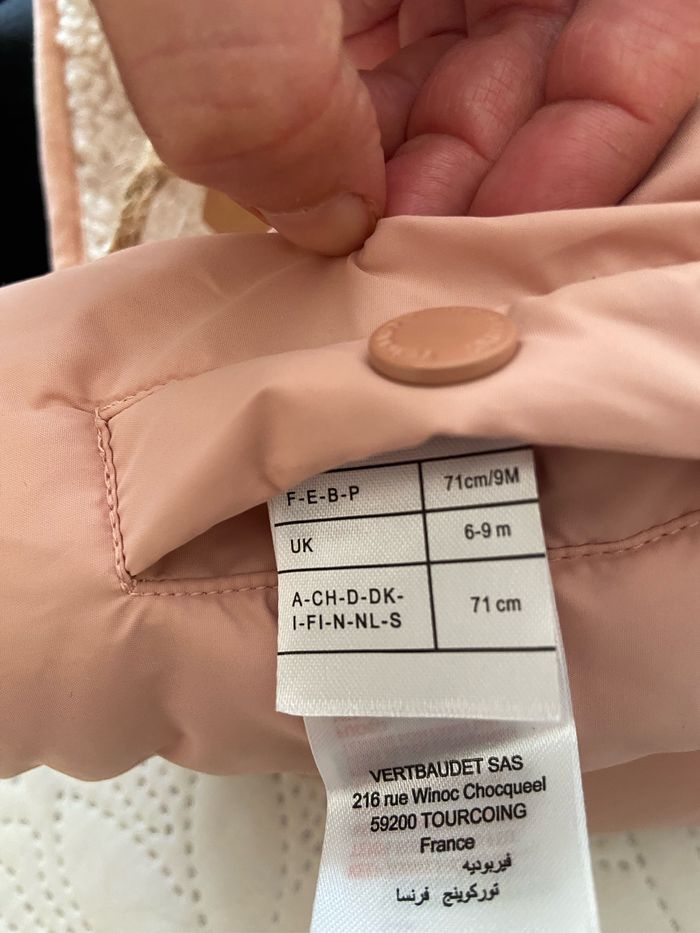 F-E-B-P 71cm/9M
UK 6-9 m
A-CH-D-DK- 71 cm
I-FI-N-NL-S
VERTBAUDET SAS
216 rue Winoc Chocqueel
59200 TOURCOING
France
فيربوديه
توركوينج فرنسا